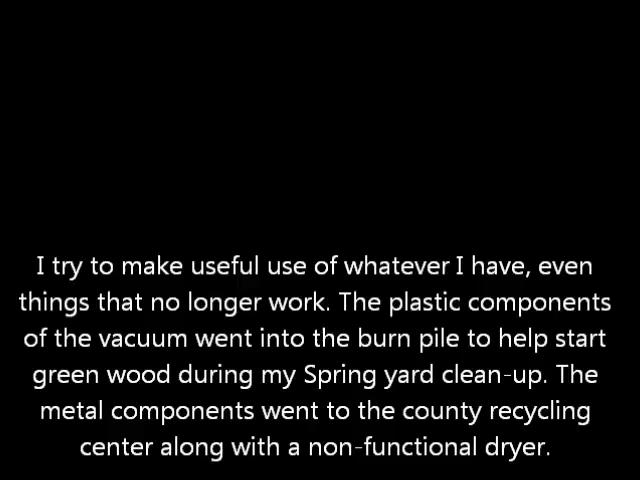 I try to make useful use of whatever I have, even
things that no longer work. The plastic components
of the vacuum went into the burn pile to help start
green wood during my Spring yard clean-up. The
metal components went to the county recycling
center along with a non-functional dryer.